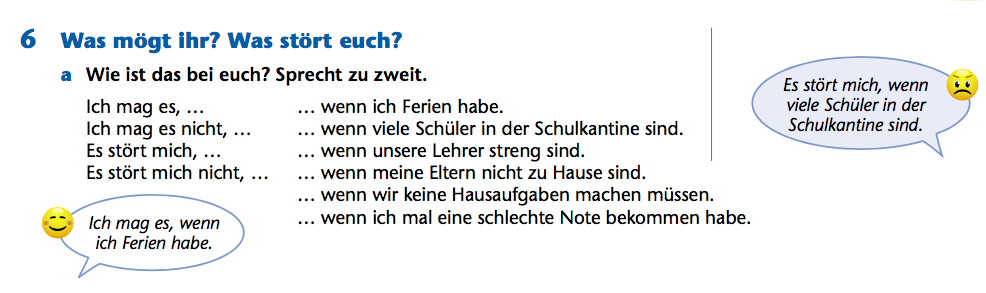 6 Was mögt ihr? Was stört euch?
a Wie ist das bei euch? Sprecht zu zweit.
Ich mag es, ... ... wenn ich Ferien habe.
Ich mag es nicht, ... ... wenn viele Schüler in der Schulkantine sind.
Es stört mich, ... ... wenn unsere Lehrer streng sind.
Es stört mich nicht, ... ... wenn meine Eltern nicht zu Hause sind.
... wenn wir keine Hausaufgaben machen müssen.
... wenn ich mal eine schlechte Note bekommen habe.
Ich mag es, wenn
ich Ferien habe.
Es stört mich, wenn
viele Schüler in der
Schulkantine sind.